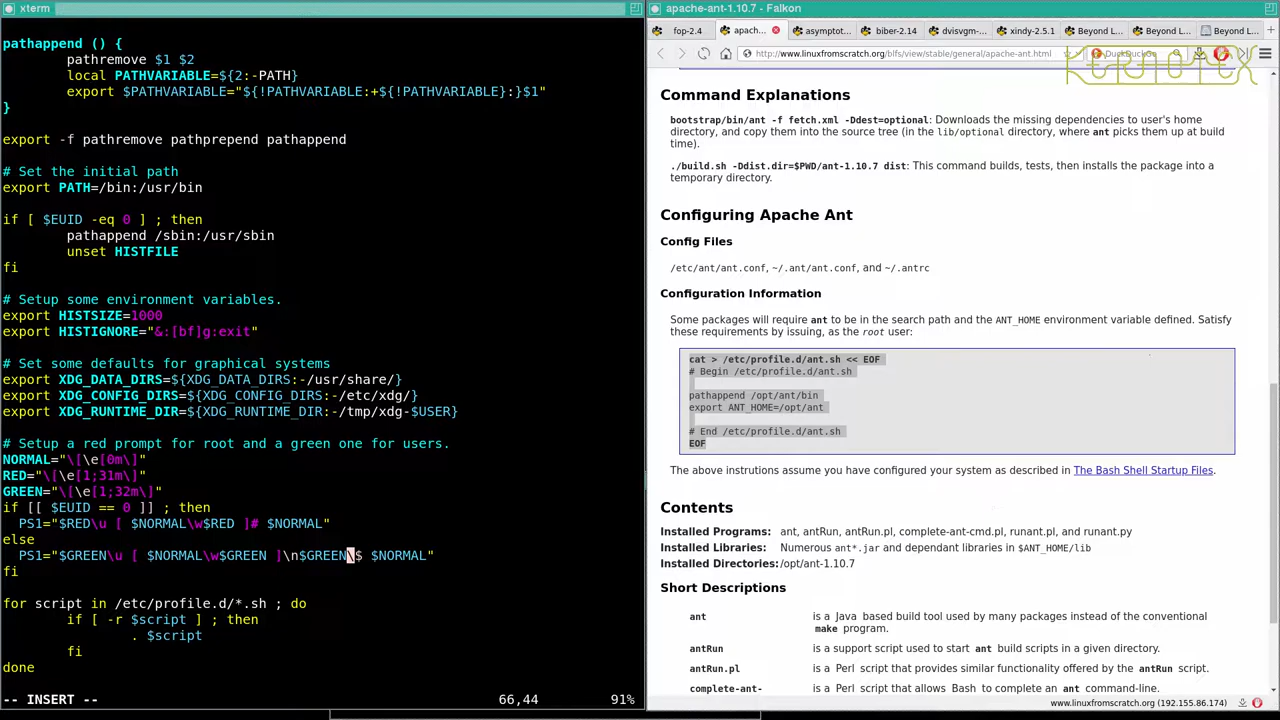 xterm
pathappend () {
pathremove $1 $2
local PATHVARIABLE=${2:-PATH}
export $PATHVARIABLE="${!PATHVARIABLE:+${!PATHVARIABLE}:}$1"
}
export -f pathremove pathprepend pathappend
# Set the initial path
export PATH=/bin:/usr/bin
if [ $EUID -eq 0 ] ; then
pathappend /sbin:/usr/sbin
unset HISTFILE
fi
# Setup some environment variables.
export HISTSIZE=1000
export HISTIGNORE="&:[bf]g:exit"
# Set some defaults for graphical systems
export XDG_DATA_DIRS=${XDG_DATA_DIRS:-/usr/share/}
export XDG_CONFIG_DIRS=${XDG_CONFIG_DIRS:-/etc/xdg/}
export XDG_RUNTIME_DIR=${XDG_RUNTIME_DIR:-/tmp/xdg-$USER}
# Setup a red prompt for root and a green one for users.
NORMAL="\[\e[0m\]"
RED="\[\e[1;31m\]"
GREEN="\[\e[1;32m\]"
if [[ $EUID == 0 ]] ; then
PS1="$RED\u [ $NORMAL\w$RED ]# $NORMAL"
else
PS1="$GREEN\u [ $NORMAL\w$GREEN ]\n$GREEN\$ $NORMAL"
fi
for script in /etc/profile.d/*.sh ; do
if [ -r $script ] ; then
. $script
fi
done
-- INSERT --
66,44
91%
apache-ant-1.10.7 - Falkon
fop-2.4
apach...
asymptot...
biber-2.14
dvisvgm-...
xindy-2.5.1
Beyond L...
Beyond L...
Beyond L...
http://www.linuxfromscratch.org/blfs/view/stable/general/apache-ant.html
DuckDuckGo
KERNOTEX
Command Explanations
bootstrap/bin/ant -f fetch.xml -Ddest=optional: Downloads the missing dependencies to user's home
directory, and copy them into the source tree (in the lib/optional directory, where ant picks them up at build
time).
./build.sh -Ddist.dir=$PWD/ant-1.10.7 dist: This command builds, tests, then installs the package into a
temporary directory.
Configuring Apache Ant
Config Files
/etc/ant/ant.conf, ~/.ant/ant.conf, and ~/.antrc
Configuration Information
Some packages will require ant to be in the search path and the ANT_HOME environment variable defined. Satisfy
these requirements by issuing, as the root user:
cat > /etc/profile.d/ant.sh << EOF
# Begin /etc/profile.d/ant.sh
pathappend /opt/ant/bin
export ANT_HOME=/opt/ant
# End /etc/profile.d/ant.sh
EOF
The above instrutions assume you have configured your system as described in The Bash Shell Startup Files.
Contents
Installed Programs: ant, antRun, antRun.pl, complete-ant-cmd.pl, runant.pl, and runant.py
Installed Libraries: Numerous ant*.jar and dependant libraries in $ANT_HOME/lib
Installed Directories: /opt/ant-1.10.7
Short Descriptions
ant is a Java based build tool used by many packages instead of the conventional
make program.
antRun is a support script used to start ant build scripts in a given directory.
antRun.pl is a Perl script that provides similar functionality offered by the antRun script.
complete-ant- is a Perl script that allows Bash to complete an ant command-line.
www.linuxfromscratch.org (192.155.86.174)